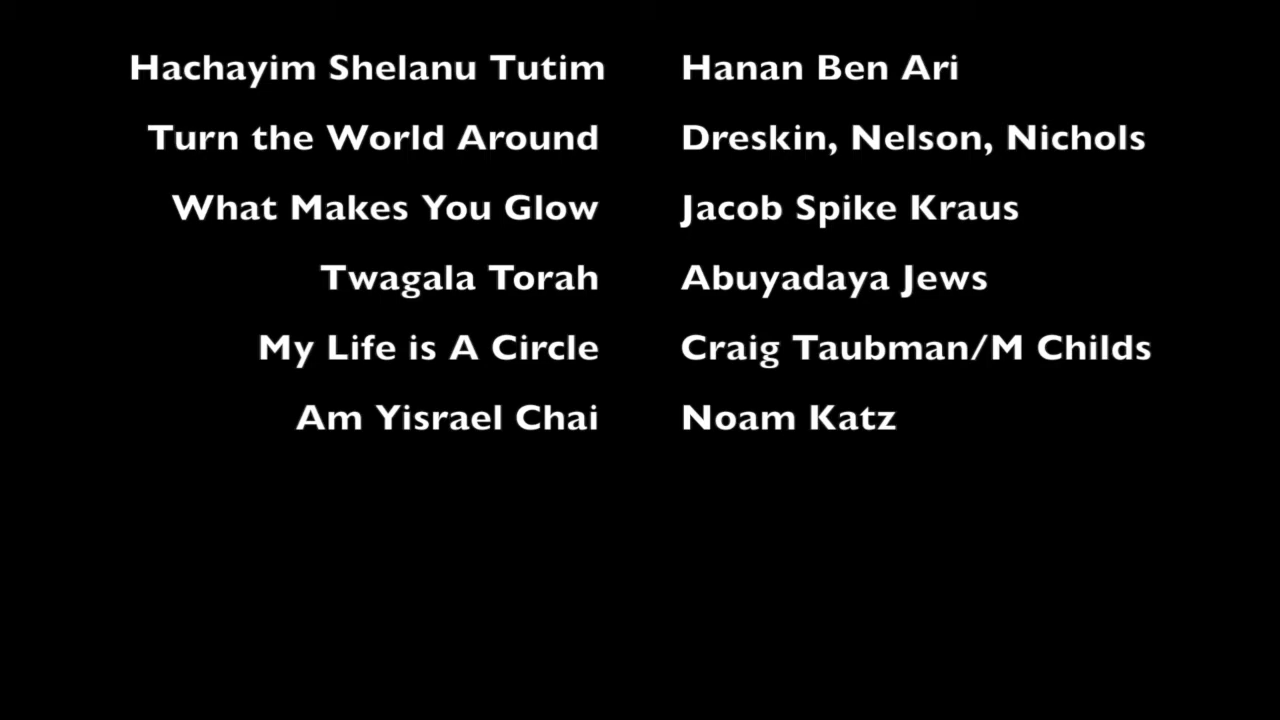 Hachayim Shelanu Tutim Hanan Ben Ari
Turn the World Around Dreskin, Nelson, Nichols
What Makes You Glow Jacob Spike Kraus
Twagala Torah Abuyadaya Jews
My Life is A Circle Craig Taubman/M Childs
Am Yisrael Chai Noam Katz